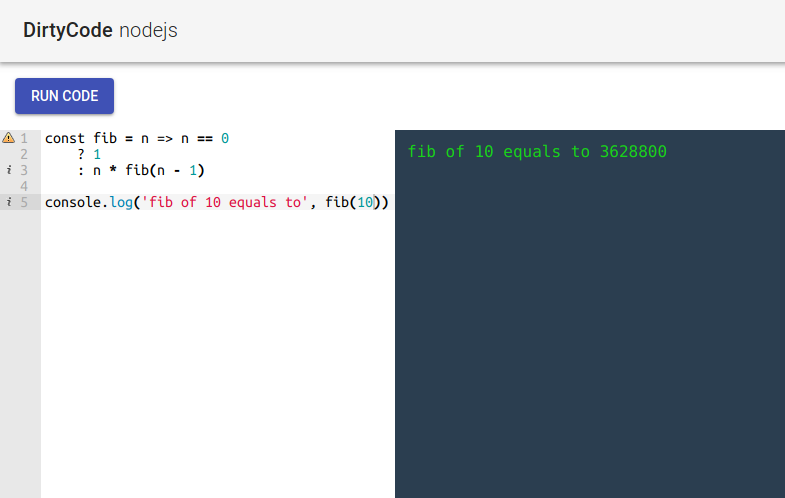 DirtyCode nodejs
RUN CODE
1 const fib = n => n == 0
2 ? 1
3 : n * fib(n - 1)
4
5 console.log('fib of 10 equals to', fib(10))
fib of 10 equals to 3628800